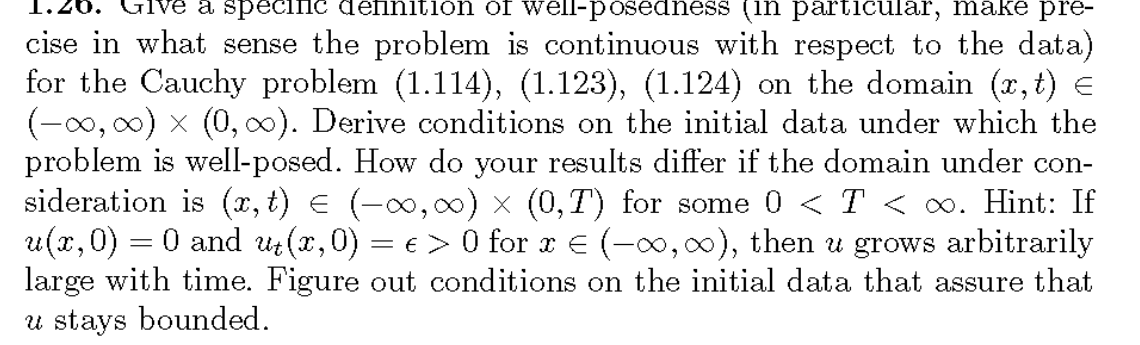 1.26. Give a specific definition of well-posedness (in particular, make pre-
cise in what sense the problem is continuous with respect to the data)
for the Cauchy problem (1.114), (1.123), (1.124) on the domain (x, t) ∈
(−∞, ∞) × (0, ∞). Derive conditions on the initial data under which the
problem is well-posed. How do your results differ if the domain under con-
sideration is (x, t) ∈ (−∞, ∞) × (0, T) for some 0 < T < ∞. Hint: If
u(x, 0) = 0 and uₜ(x, 0) = ϵ > 0 for x ∈ (−∞, ∞), then u grows arbitrarily
large with time. Figure out conditions on the initial data that assure that
u stays bounded.